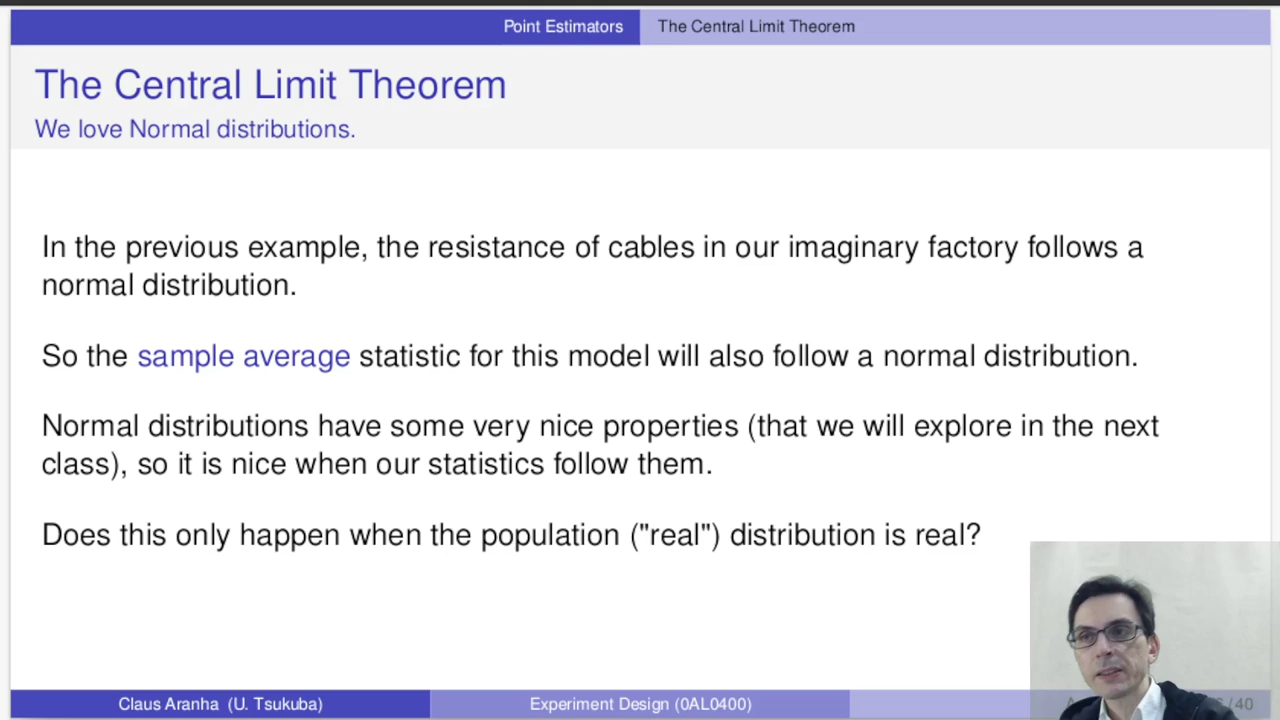 Point Estimators The Central Limit Theorem
The Central Limit Theorem
We love Normal distributions.
In the previous example, the resistance of cables in our imaginary factory follows a
normal distribution.
So the sample average statistic for this model will also follow a normal distribution.
Normal distributions have some very nice properties (that we will explore in the next
class), so it is nice when our statistics follow them.
Does this only happen when the population ("real") distribution is real?
Claus Aranha (U. Tsukuba) Experiment Design (0AL0400) /40